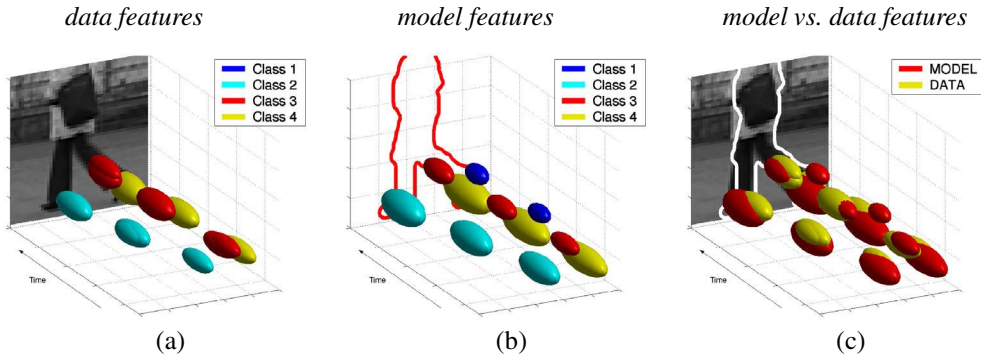 data features
model features
model vs. data features
Class 1
Class 2
Class 3
Class 4
Class 1
Class 2
Class 3
Class 4
MODEL
DATA
Time
Time
Time
(a)
(b)
(c)